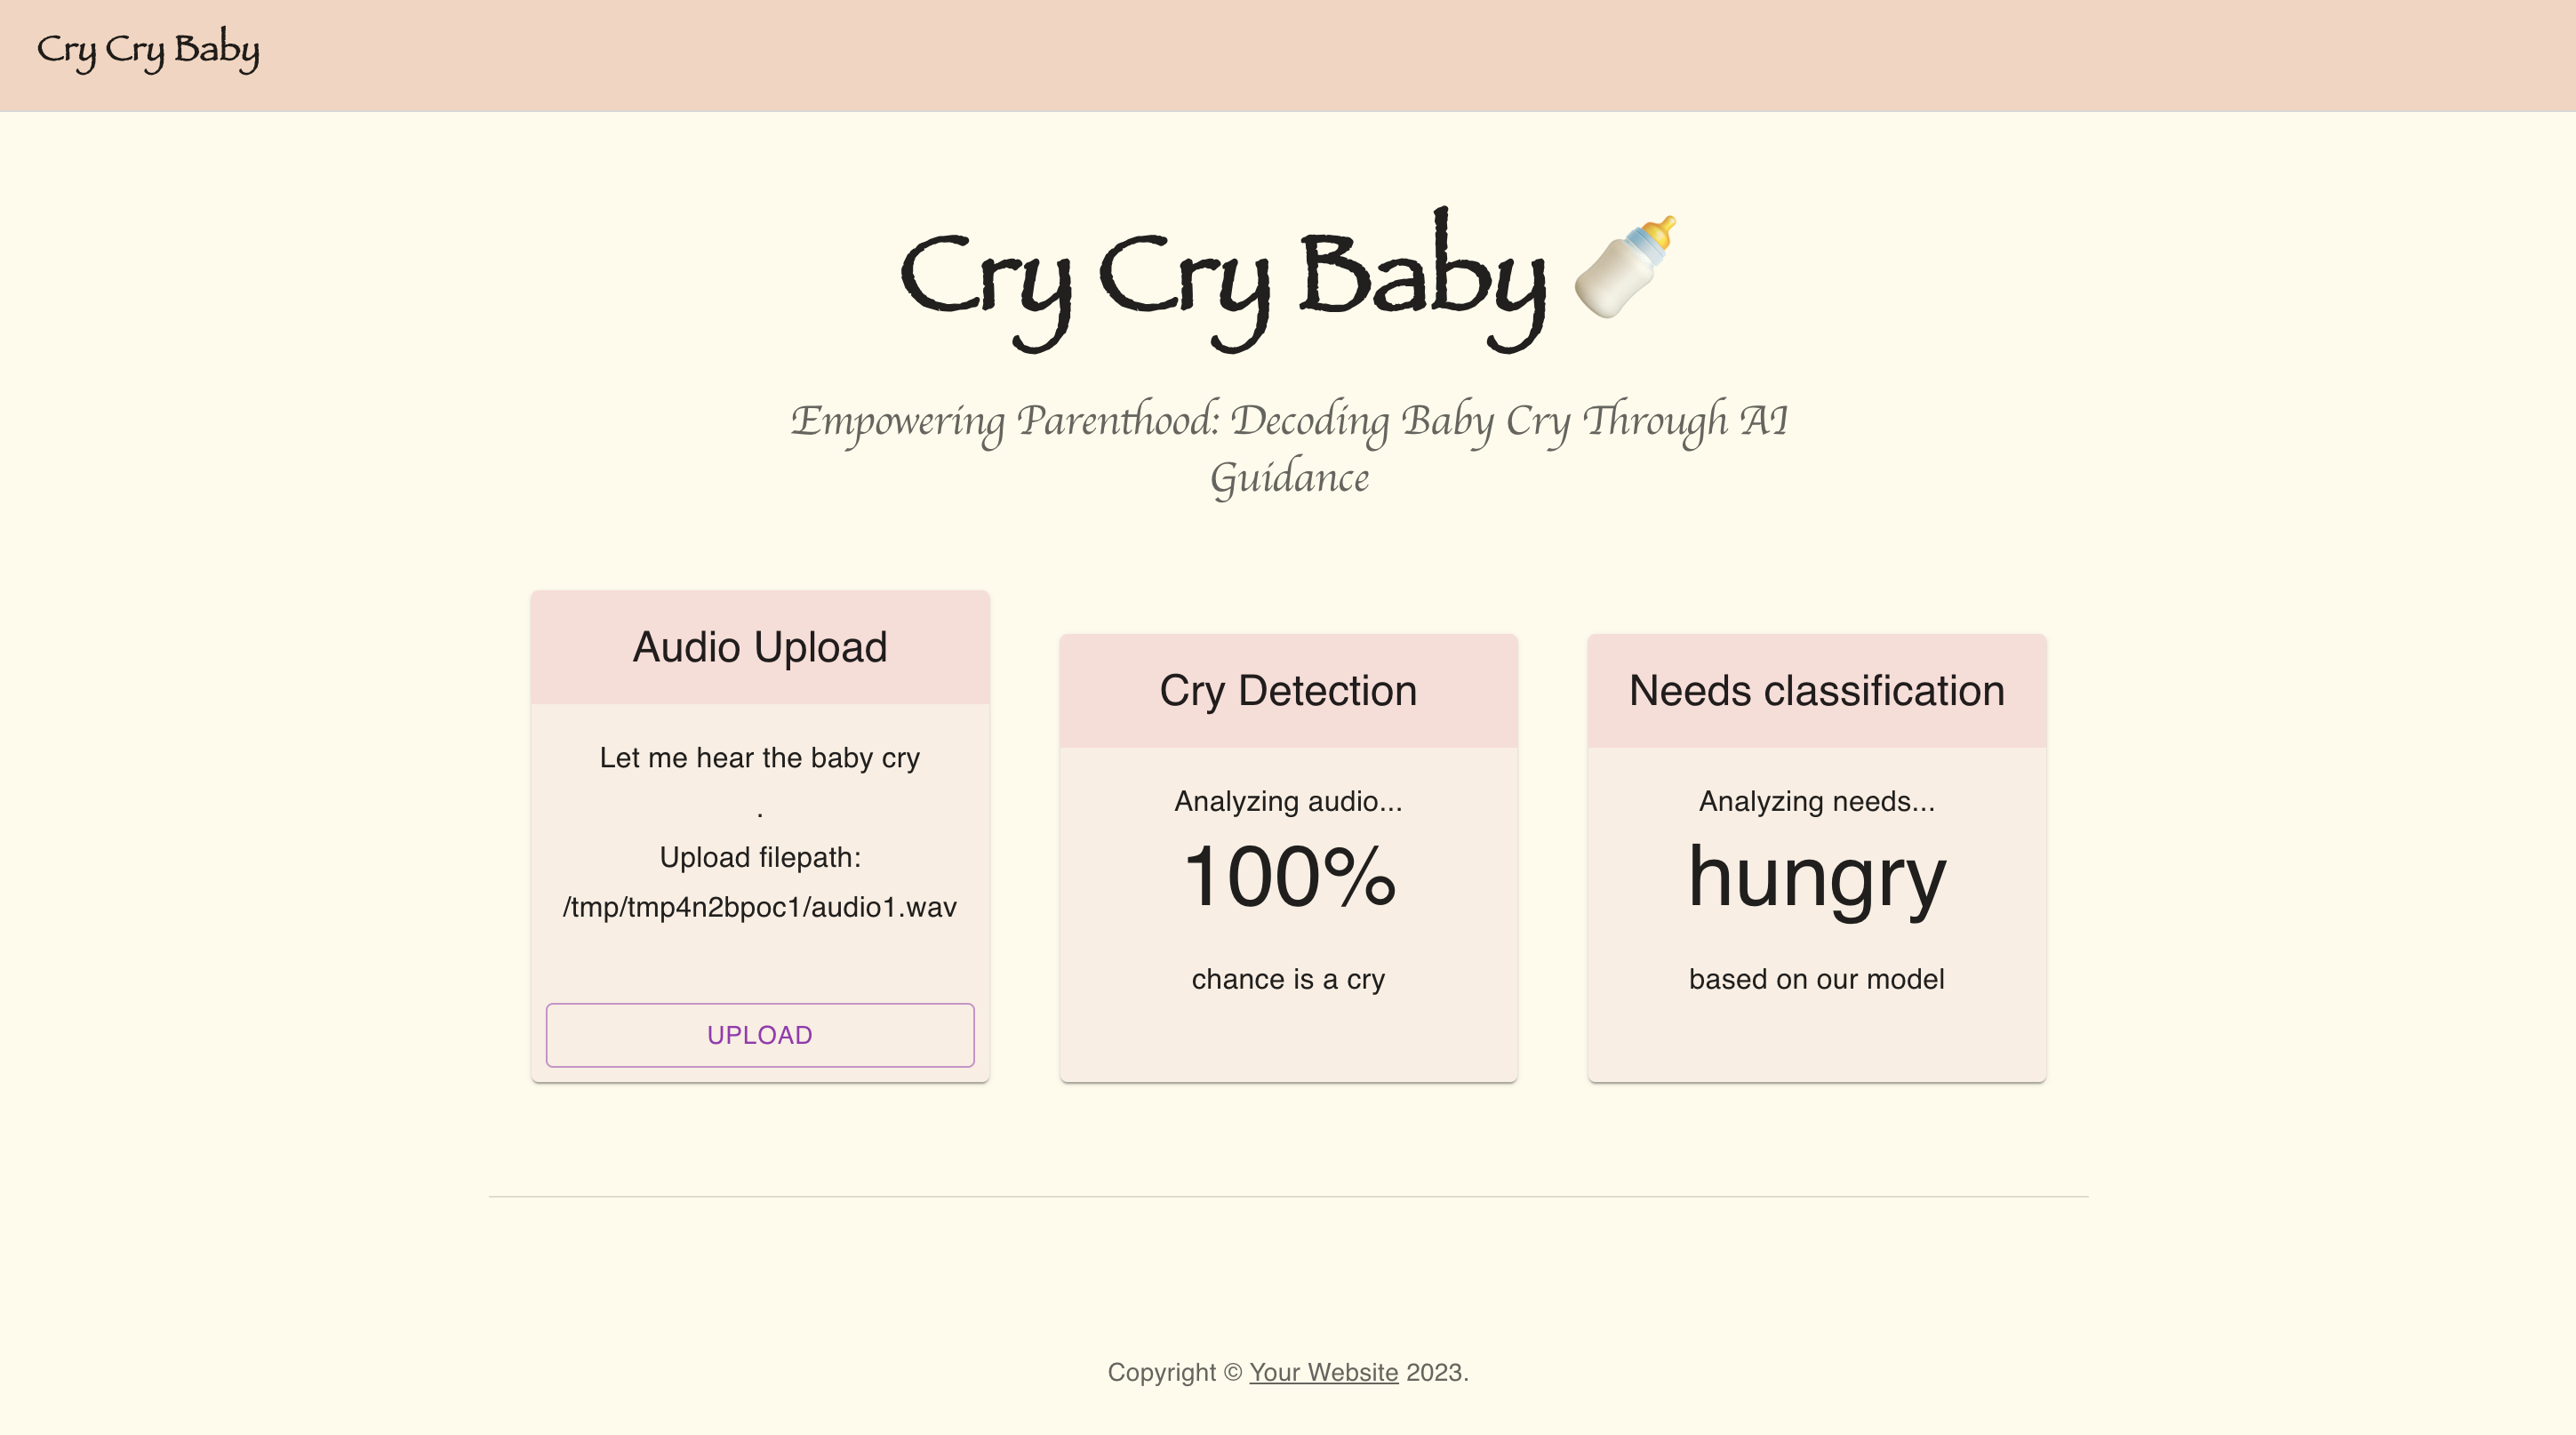 Cry Cry Baby
Cry Cry Baby
Empowering Parenthood: Decoding Baby Cry Through AI
Guidance
Audio Upload
Let me hear the baby cry
.
Upload filepath:
/tmp/tmp4n2bpoc1/audio1.wav
UPLOAD
Cry Detection
Analyzing audio...
100%
chance is a cry
Needs classification
Analyzing needs...
hungry
based on our model
Copyright © Your Website 2023.